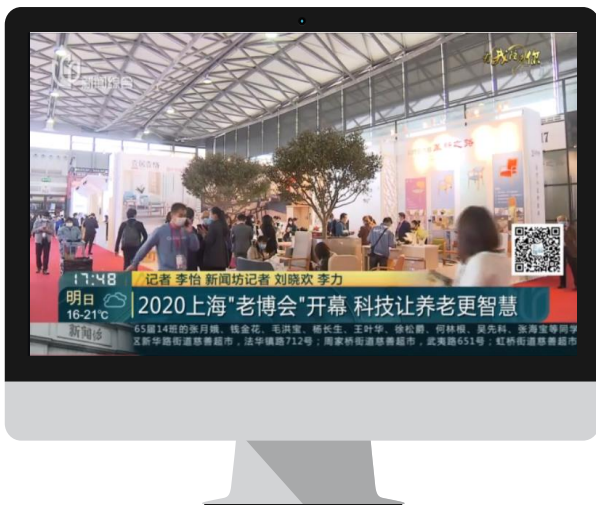 新闻综合
17:48
记者 李怡 新闻坊记者 刘晓欢 李力
明日
16-21℃
2020上海"老博会"开幕 科技让养老更智慧
新闻坊
65届14班的张月娥、钱金花、毛洪宝、杨长生、王叶华、徐松爵、何林根、吴先科、张海宝等同学
区新华路街道慈善超市，法华镇路712号；周家桥街道慈善超市，武夷路651号；虹桥街道慈善超市